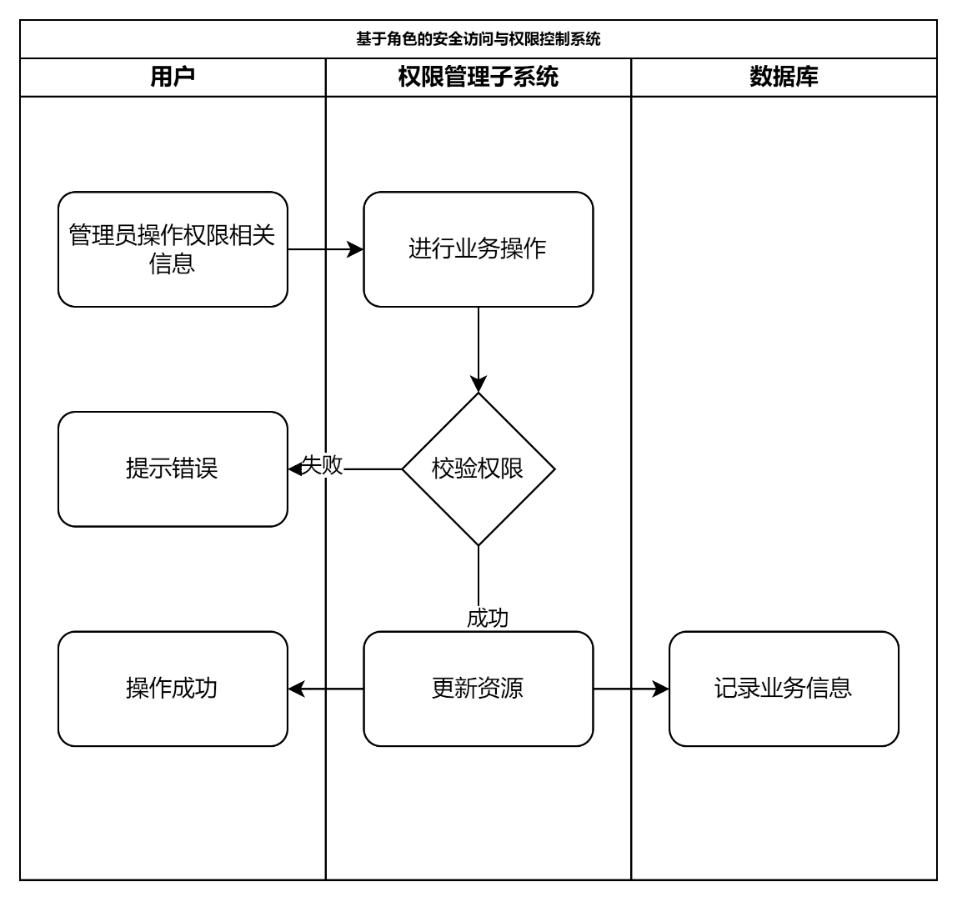 基于角色的安全访问与权限控制系统
用户
权限管理子系统
数据库
管理员操作权限相关
信息
进行业务操作
提示错误
失败
校验权限
成功
操作成功
更新资源
记录业务信息